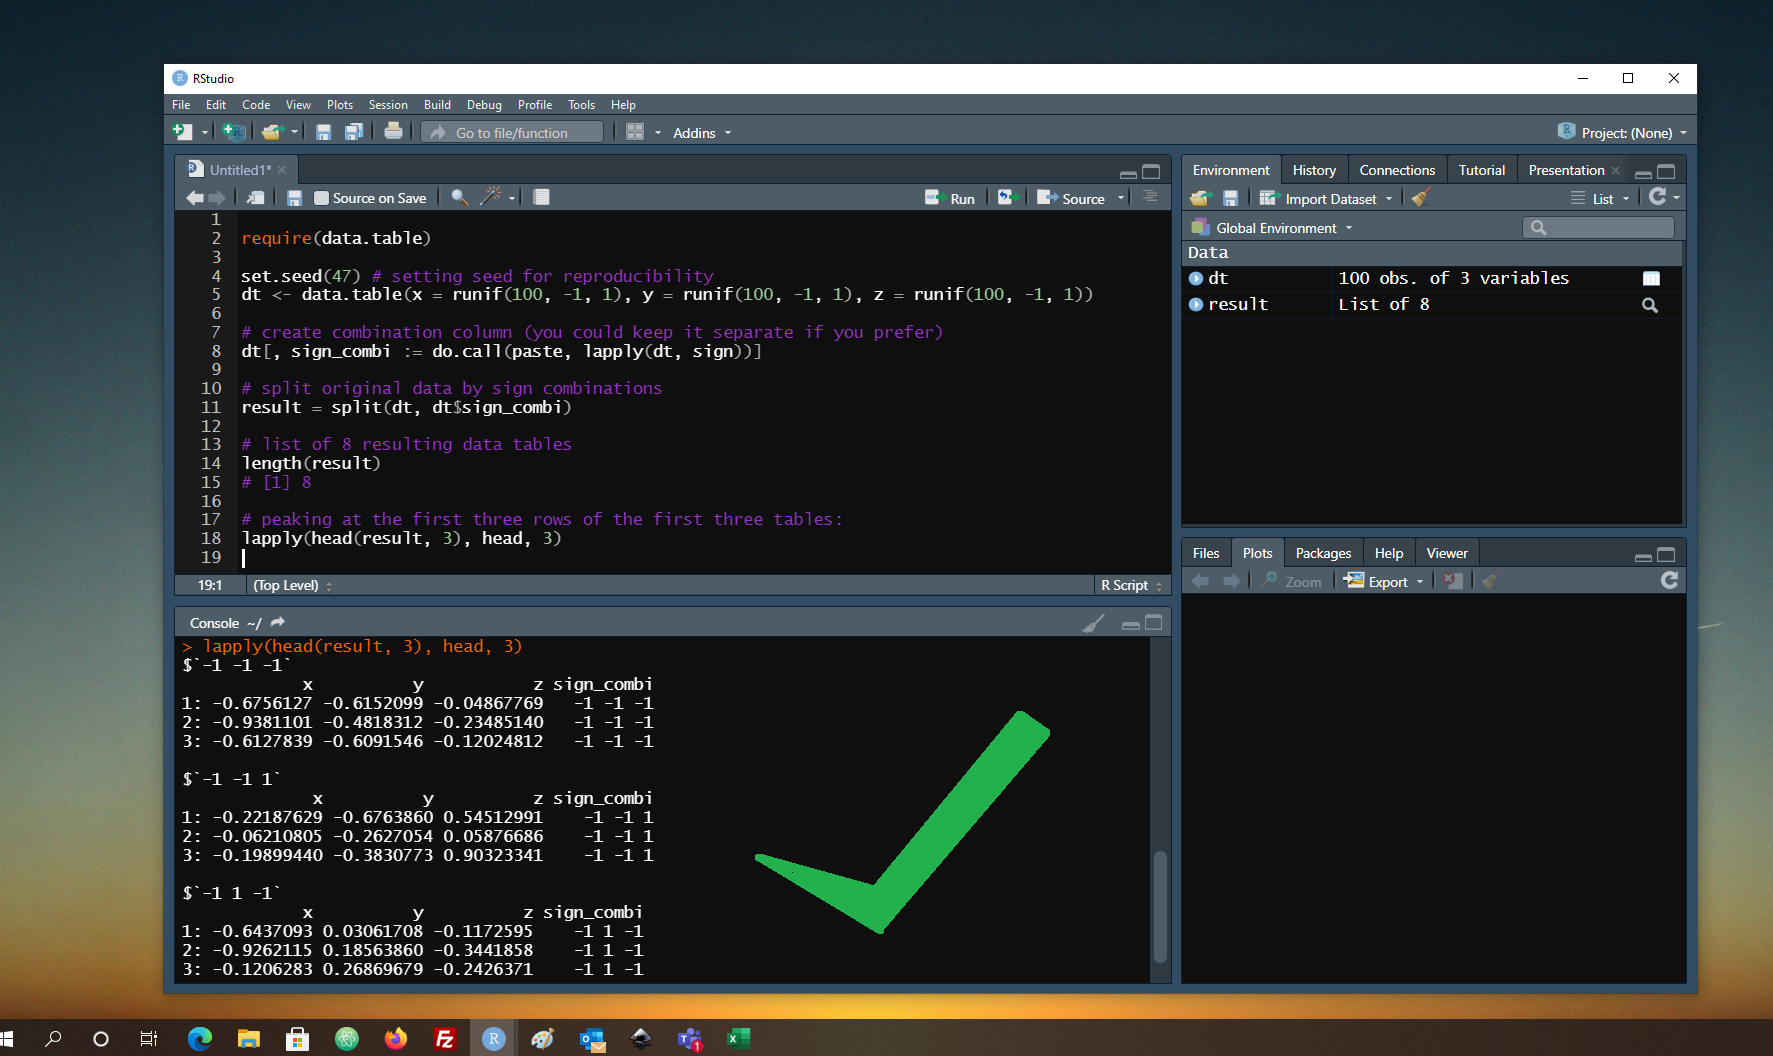 RStudio
File Edit Code View Plots Session Build Debug Profile Tools Help
Go to file/function Addins Project: (None)
Untitled1*
Source on Save Run Source
1
2 require(data.table)
3
4 set.seed(47) # setting seed for reproducibility
5 dt <- data.table(x = runif(100, -1, 1), y = runif(100, -1, 1), z = runif(100, -1, 1))
6
7 # create combination column (you could keep it separate if you prefer)
8 dt[, sign_combi := do.call(paste, lapply(dt, sign))]
9
10 # split original data by sign combinations
11 result = split(dt, dt$sign_combi)
12
13 # list of 8 resulting data tables
14 length(result)
15 # [1] 8
16
17 # peaking at the first three rows of the first three tables:
18 lapply(head(result, 3), head, 3)
19
19:1 (Top Level) R Script
Console ~/
> lapply(head(result, 3), head, 3)
$`-1 -1 -1`
x y z sign_combi
1: -0.6756127 -0.6152099 -0.04867769 -1 -1 -1
2: -0.9381101 -0.4818312 -0.23485140 -1 -1 -1
3: -0.6127839 -0.6091546 -0.12024812 -1 -1 -1
$`-1 -1 1`
x y z sign_combi
1: -0.22187629 -0.6763860 0.54512991 -1 -1 1
2: -0.06210805 -0.2627054 0.05876686 -1 -1 1
3: -0.19899440 -0.3830773 0.90323341 -1 -1 1
$`-1 1 -1`
x y z sign_combi
1: -0.6437093 0.03061708 -0.1172595 -1 1 -1
2: -0.9262115 0.18563860 -0.3441858 -1 1 -1
3: -0.1206283 0.26869679 -0.2426371 -1 1 -1
Environment History Connections Tutorial Presentation
Import Dataset List
Global Environment
Data
dt 100 obs. of 3 variables
result List of 8
Files Plots Packages Help Viewer
Zoom Export